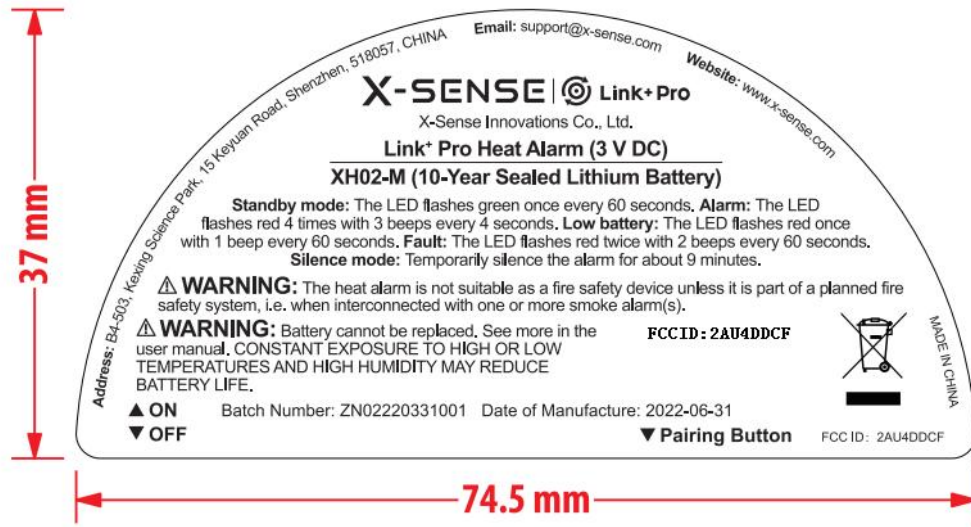 Address: B4-503, Kexing Science Park, 15 Keyuan Road, Shenzhen, 518057, CHINA
Email: support@x-sense.com
Website: www.x-sense.com
X-SENSE | Link+ Pro
X-Sense Innovations Co., Ltd.
Link⁺ Pro Heat Alarm (3 V DC)
XH02-M (10-Year Sealed Lithium Battery)
Standby mode: The LED flashes green once every 60 seconds. Alarm: The LED
flashes red 4 times with 3 beeps every 4 seconds. Low battery: The LED flashes red once
with 1 beep every 60 seconds. Fault: The LED flashes red twice with 2 beeps every 60 seconds.
Silence mode: Temporarily silence the alarm for about 9 minutes.
⚠ WARNING: The heat alarm is not suitable as a fire safety device unless it is part of a planned fire
safety system, i.e. when interconnected with one or more smoke alarm(s).
⚠ WARNING: Battery cannot be replaced. See more in the
user manual. CONSTANT EXPOSURE TO HIGH OR LOW
TEMPERATURES AND HIGH HUMIDITY MAY REDUCE
BATTERY LIFE.
FCCID:2AU4DDCF
MADE IN CHINA
▲ ON
Batch Number: ZN02220331001 Date of Manufacture: 2022-06-31
▼ OFF
▼ Pairing Button
FCC ID: 2AU4DDCF
37 mm
74.5 mm